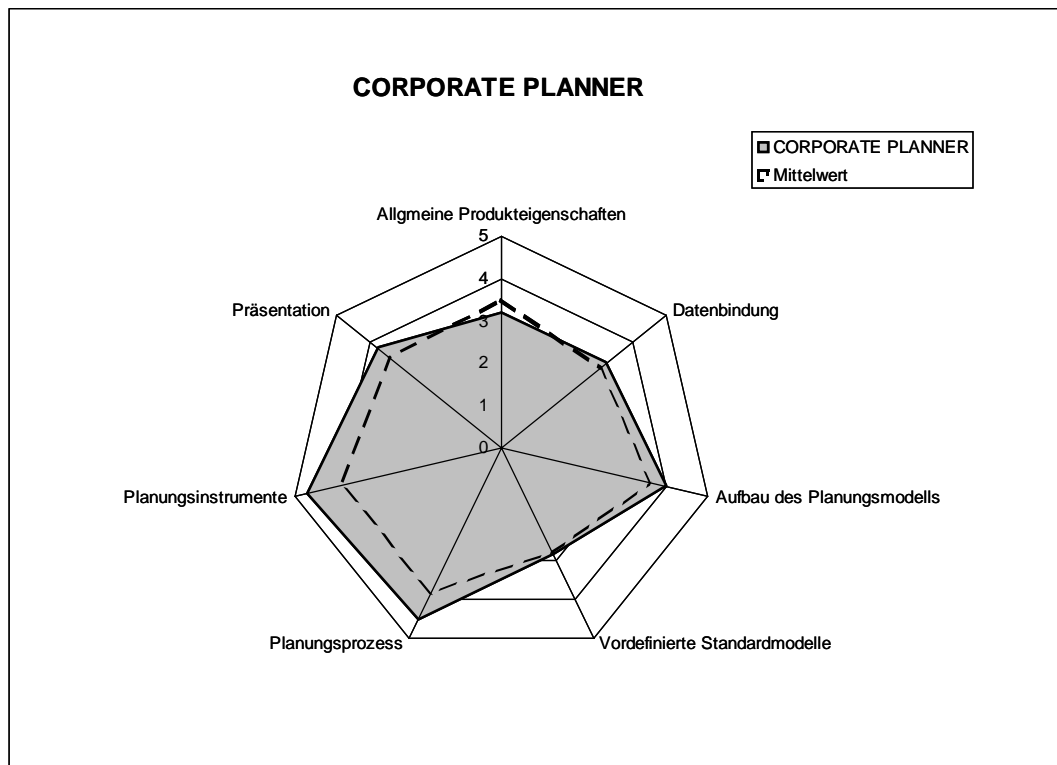 CORPORATE PLANNER
CORPORATE PLANNER
Mittelwert
Allgmeine Produkteigenschaften
5
4
3
2
1
0
Präsentation
Datenbindung
Planungsinstrumente
Aufbau des Planungsmodells
Planungsprozess
Vordefinierte Standardmodelle